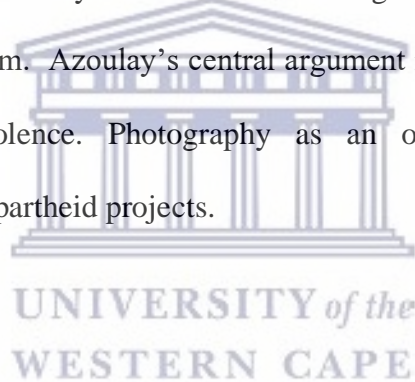 m. Azoulay's central argument
olence. Photography as an o
partheid projects.
UNIVERSITY of the
WESTERN CAPE